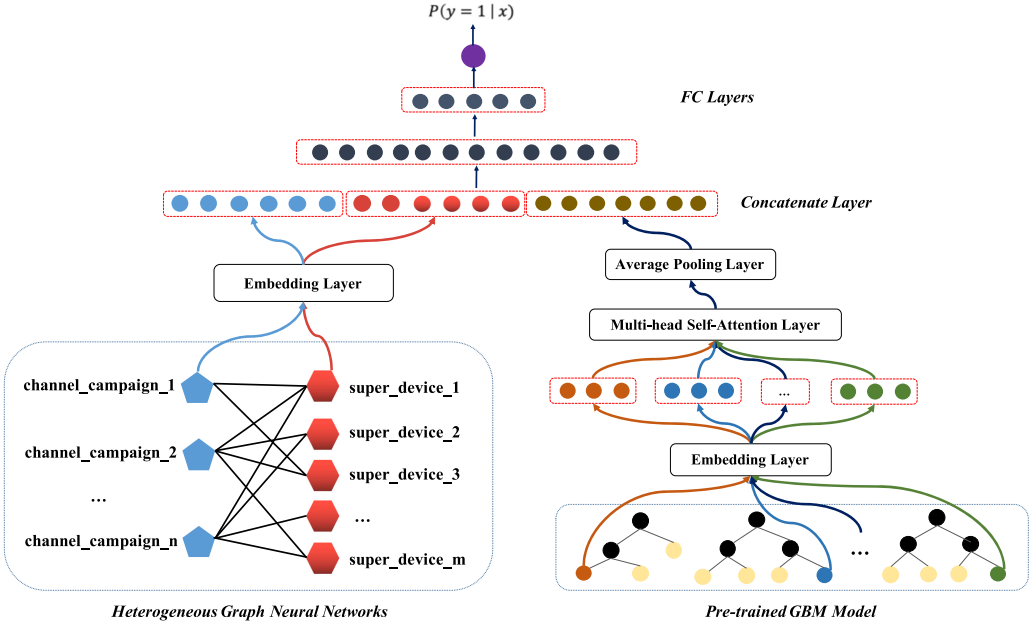 P(y = 1 | x)
FC Layers
Concatenate Layer
Embedding Layer
Average Pooling Layer
Multi-head Self-Attention Layer
channel_campaign_1
super_device_1
...
channel_campaign_2
super_device_2
Embedding Layer
super_device_3
...
...
channel_campaign_n
...
super_device_m
Heterogeneous Graph Neural Networks
Pre-trained GBM Model